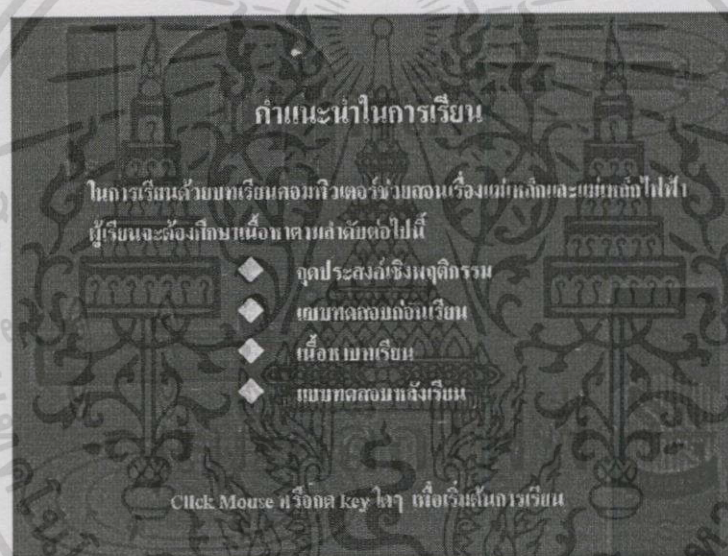 คำแนะนำในการเรียน
ในการเรียนด้วยบทเรียนคอมพิวเตอร์ช่วยสอนเรื่องแม่เหล็กและแม่เหล็กไฟฟ้า
ผู้เรียนจะต้องศึกษาเนื้อหาตามลำดับต่อไปนี้
จุดประสงค์เชิงพฤติกรรม
แบบทดสอบก่อนเรียน
เนื้อหาบทเรียน
แบบทดสอบหลังเรียน
Click Mouse หรือกด key ใดๆ เพื่อเริ่มต้นการเรียน